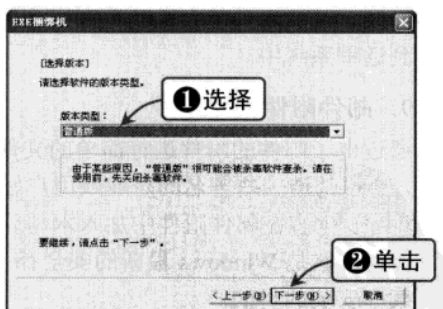 EXE捆绑机
[选择版本]
请选择软件的版本类型。
❶选择
版本类型：
普通版
由于某些原因，“普通版”很可能会被杀毒软件查杀。请在
使用前，先关闭杀毒软件。
要继续，请点击“下一步”。
❷单击
<上一步(B) 下一步(N)> 取消
Windows